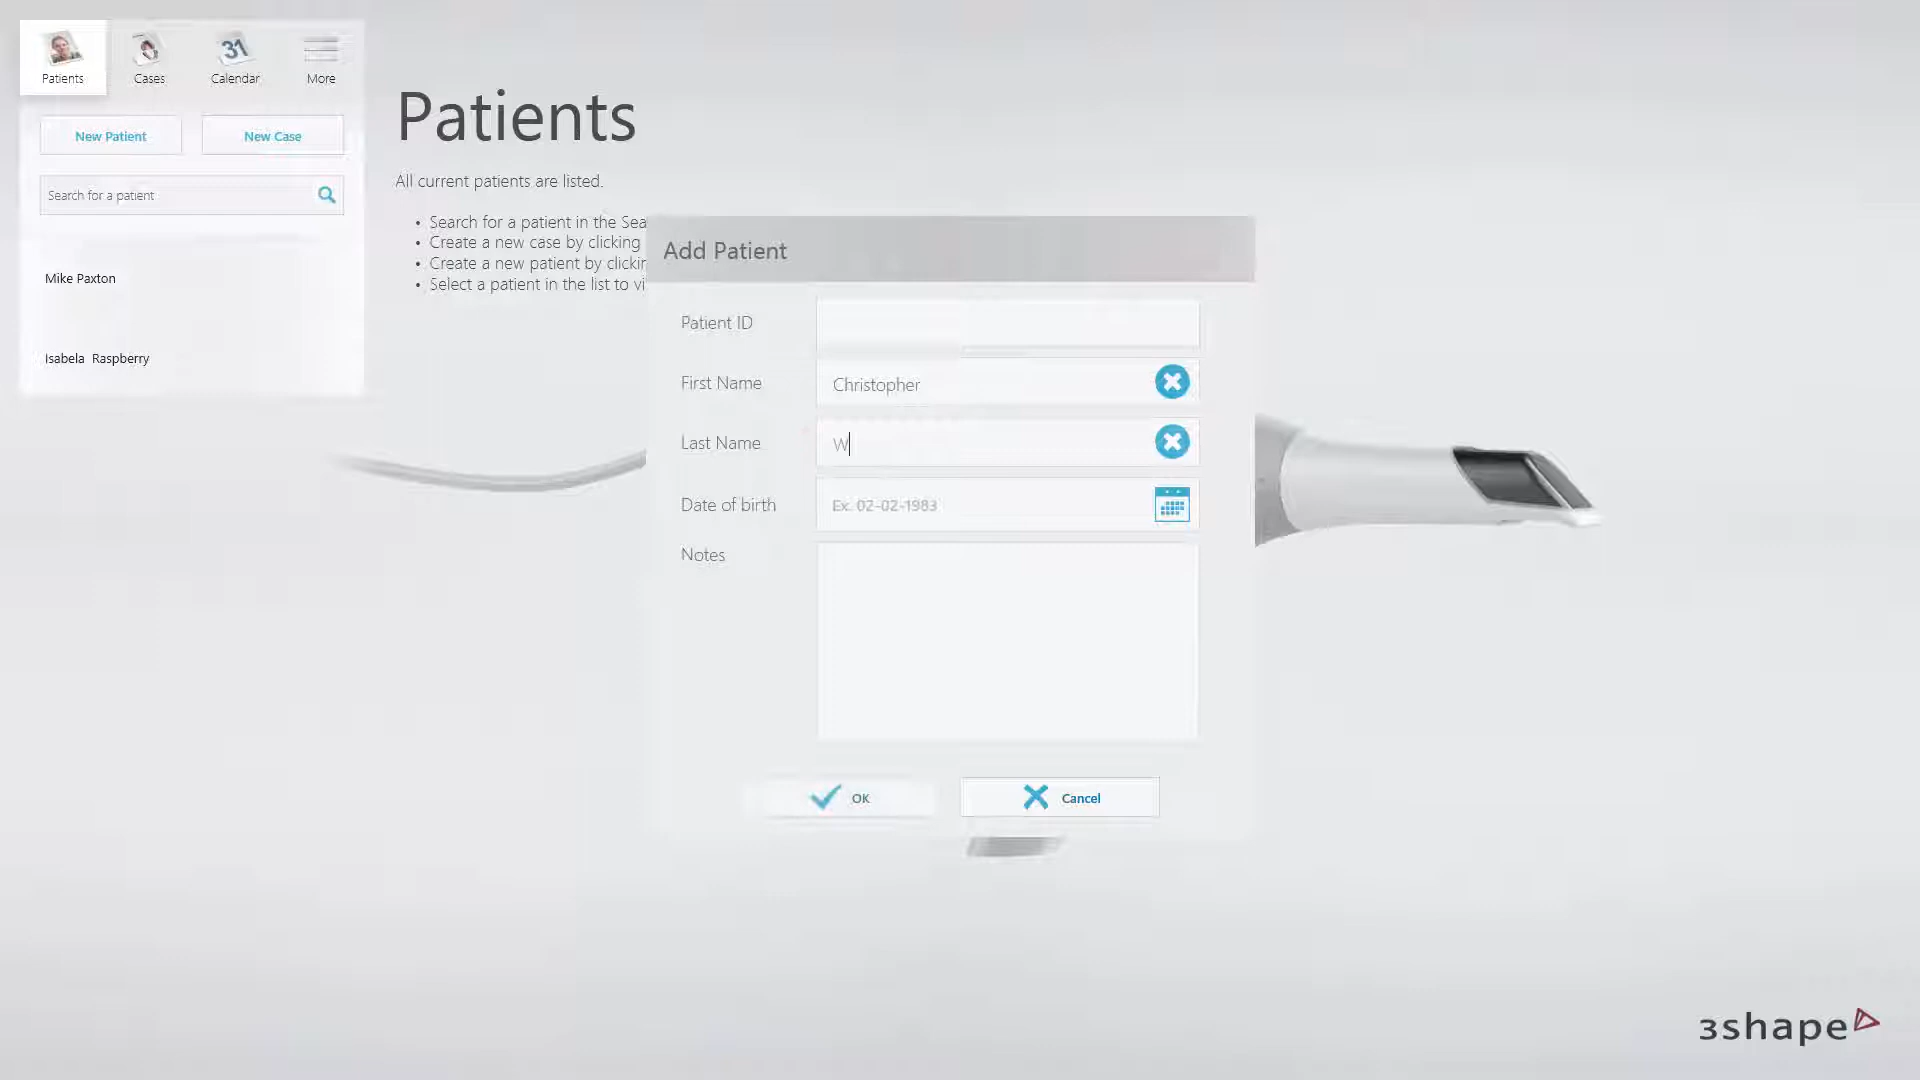 Patients
Cases
31
Calendar
More
New Patient
New Case
Search for a patient
Mike Paxton
Isabela Raspberry
Patients
All current patients are listed.
• Search for a patient in the Sea
• Create a new case by clicking
• Create a new patient by clickin
• Select a patient in the list to vi
Add Patient
Patient ID
First Name
Christopher
Last Name
W
Date of birth
Ex. 02-02-1983
Notes
OK
Cancel
3shape